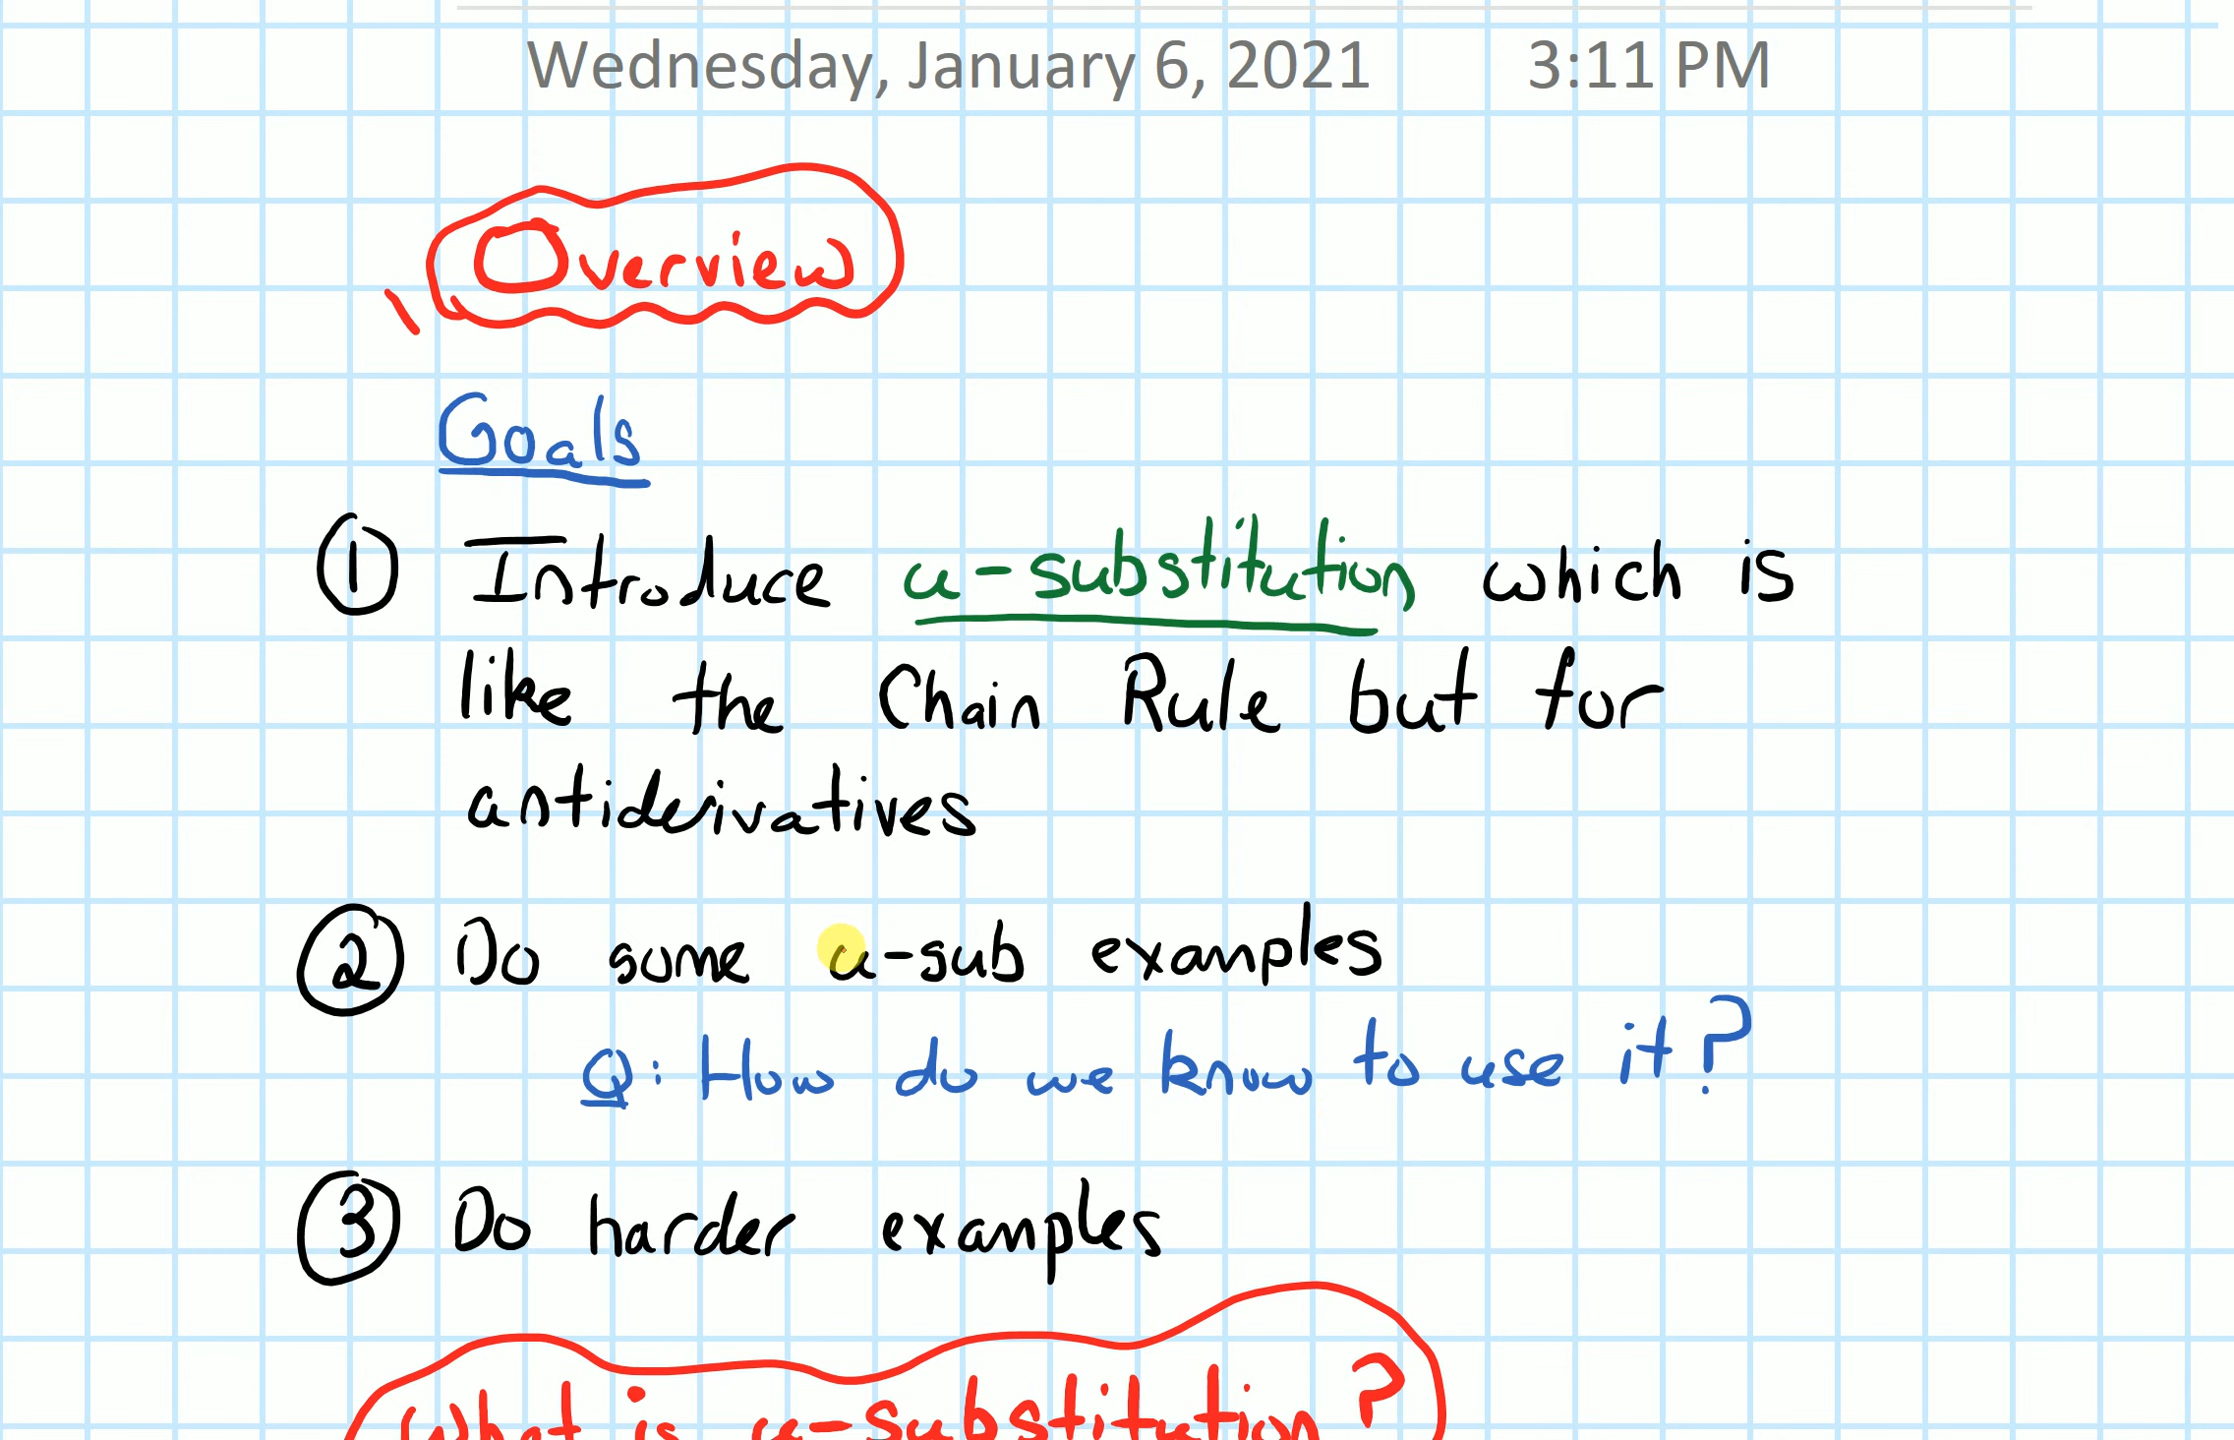 Wednesday, January 6, 2021 3:11 PM
Overview
Goals
① Introduce u-substitution which is
like the Chain Rule but for
antiderivatives
② Do some u-sub examples
Q: How do we know to use it?
③ Do harder examples
What is u-substitution?